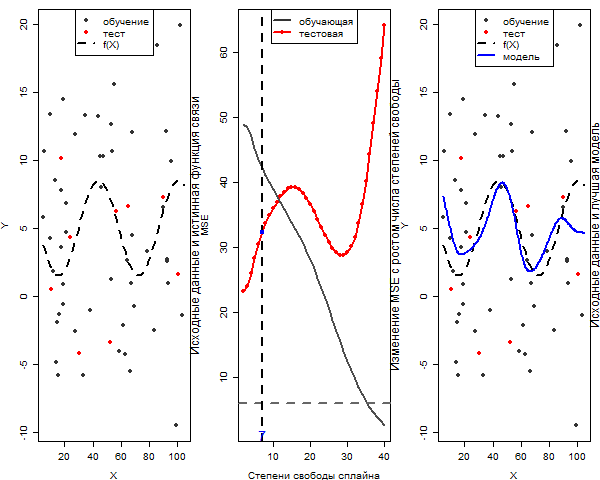 обучение
тест
f(X)
Y
20
15
10
5
0
-5
-10
20
40
60
80
100
X
Исходные данные и истинная функция связи
обучающая
тестовая
MSE
60
50
40
30
20
10
7
7
10
20
30
40
Степени свободы сплайна
Изменение MSE с ростом числа степеней свободы
обучение
тест
f(X)
модель
Y
20
15
10
5
0
-5
-10
20
40
60
80
100
X
Исходные данные и лучшая модель